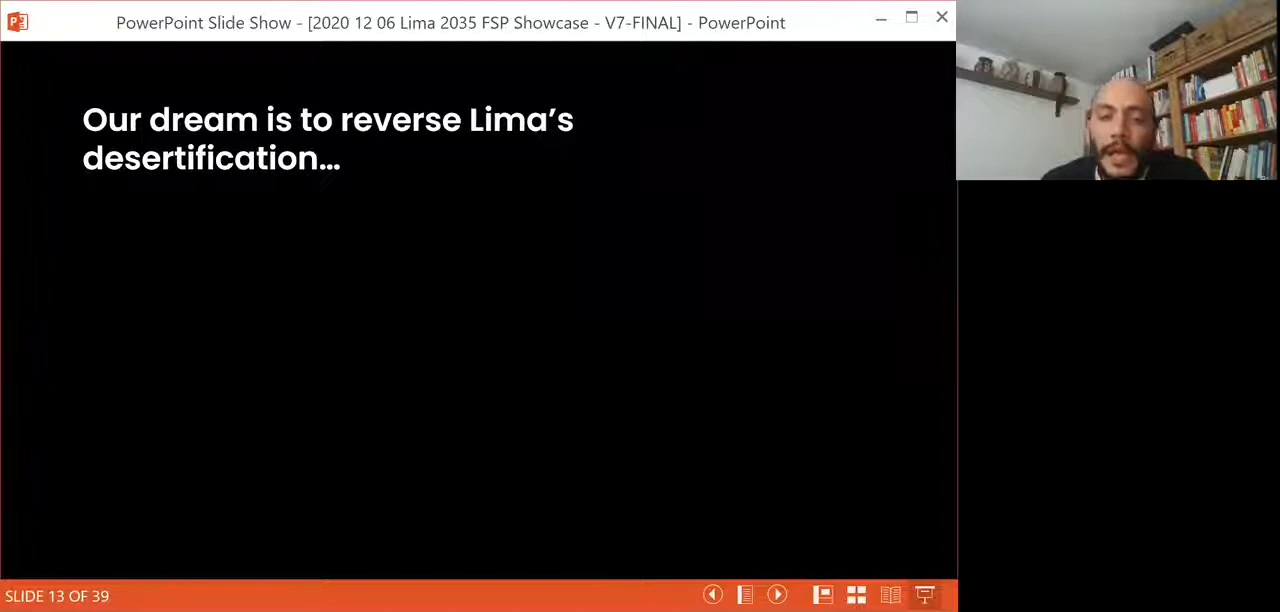 PowerPoint Slide Show - [2020 12 06 Lima 2035 FSP Showcase - V7-FINAL] - PowerPoint
Our dream is to reverse Lima’s
desertification...
SLIDE 13 OF 39